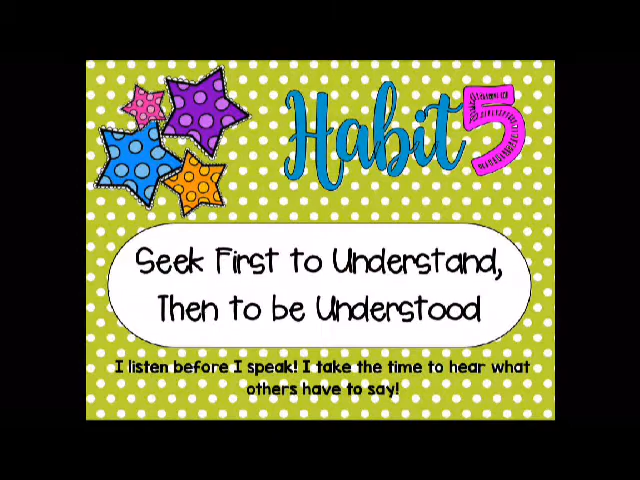 Habit 5
Seek First to Understand,
Then to be Understood
I listen before I speak! I take the time to hear what
others have to say!